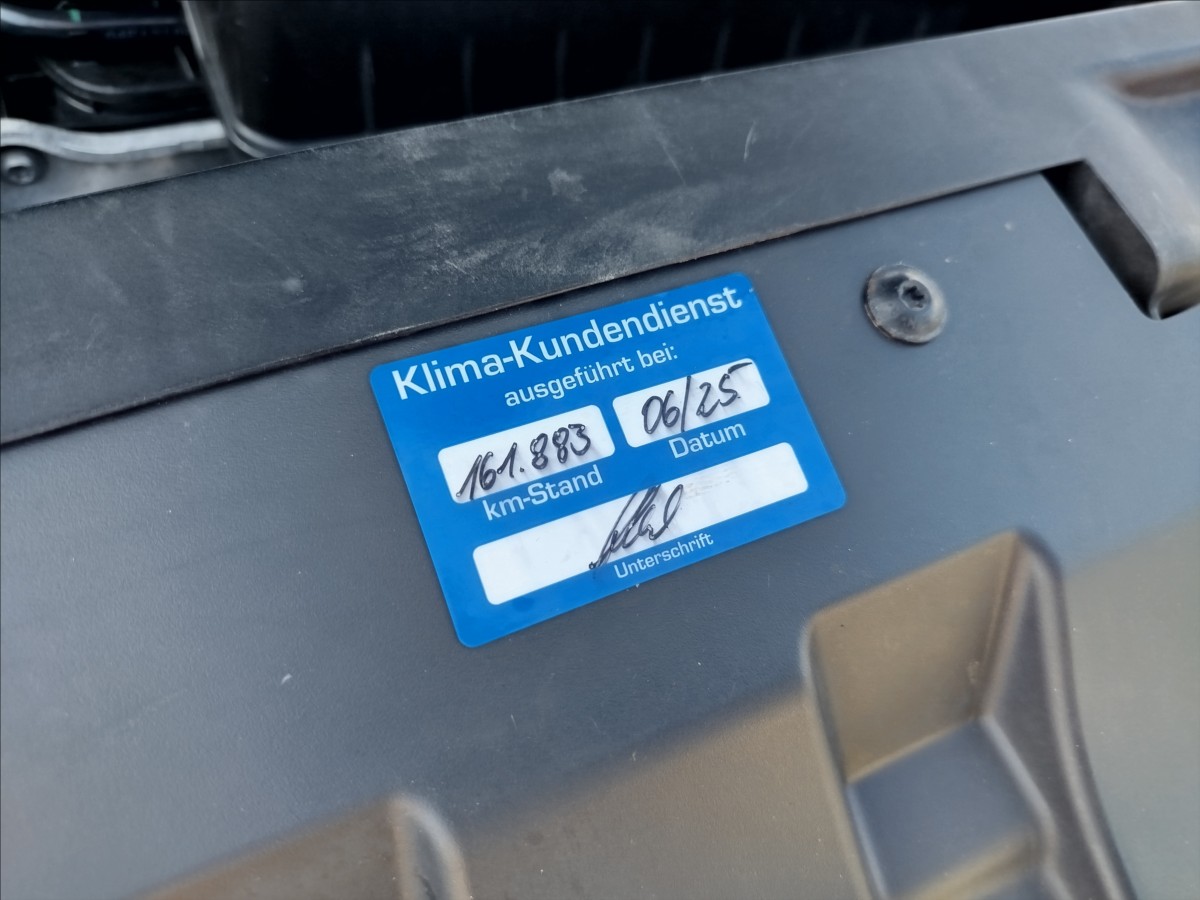 Klima-Kundendienst
ausgeführt bei:
161.883 06/25
km-Stand Datum
Unterschrift